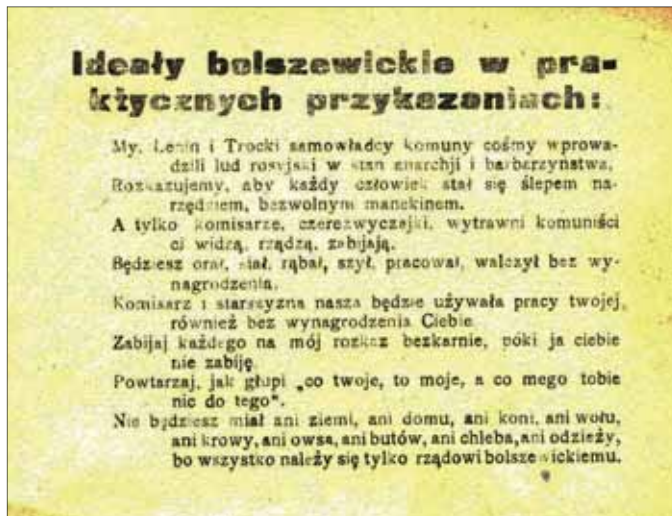 Ideały bolszewickie w pra-
ktycznych przykazaniach:
My, Lenin i Trocki samowładcy komuny cośmy wprowa-
dzili lud rosyjski w stan anarchji i barbarzyństwa,
Rozkazujemy, aby każdy człowiek stał się ślepem na-
rzędziem, bezwolnym manekinem.
A tylko komisarze, czerezwyczajki, wytrawni komuniści
ci widzą, rządzą, zabijają.
Będziesz orał, siał, rąbał, szył, pracował, walczył bez wy-
nagrodzenia.
Komisarz i starszyzna nasza będzie używała pracy twojej,
również bez wynagrodzenia Ciebie
Zabijaj każdego na mój rozkaz bezkarnie, póki ja ciebie
nie zabiję.
Powtarzaj, jak głupi „co twoje, to moje, a co mego tobie
nic do tego".
Nie będziesz miał ani ziemi, ani domu, ani koni, ani wołu,
ani krowy, ani owsa, ani butów, ani chleba, ani odzieży,
bo wszystko należy się tylko rządowi bolszewickiemu.